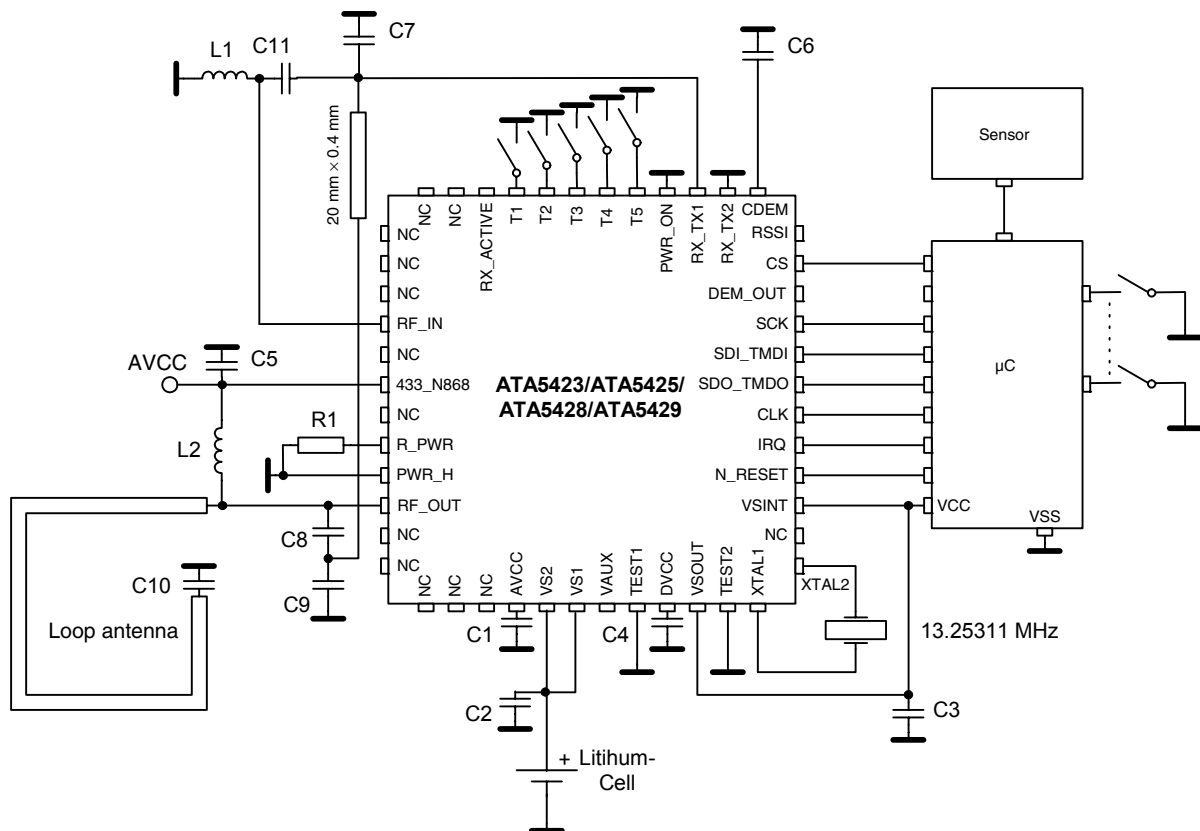 C7
C6
L1
C11
20 mm × 0.4 mm
Sensor
NC
NC
RX_ACTIVE
T1
T2
T3
T4
T5
PWR_ON
RX_TX1
RX_TX2
CDEM
NC
NC
NC
RF_IN
NC
433_N868
NC
R_PWR
PWR_H
RF_OUT
NC
NC
RSSI
CS
DEM_OUT
SCK
SDI_TMDI
SDO_TMDO
CLK
IRQ
N_RESET
VSINT
NC
XTAL2
ATA5423/ATA5425/
ATA5428/ATA5429
µC
VCC
VSS
AVCC
C5
L2
R1
C8
C9
C10
Loop antenna
NC
NC
NC
AVCC
VS2
VS1
VAUX
TEST1
DVCC
VSOUT
TEST2
XTAL1
C1
C4
13.25311 MHz
C2
C3
+ Litihum-
Cell